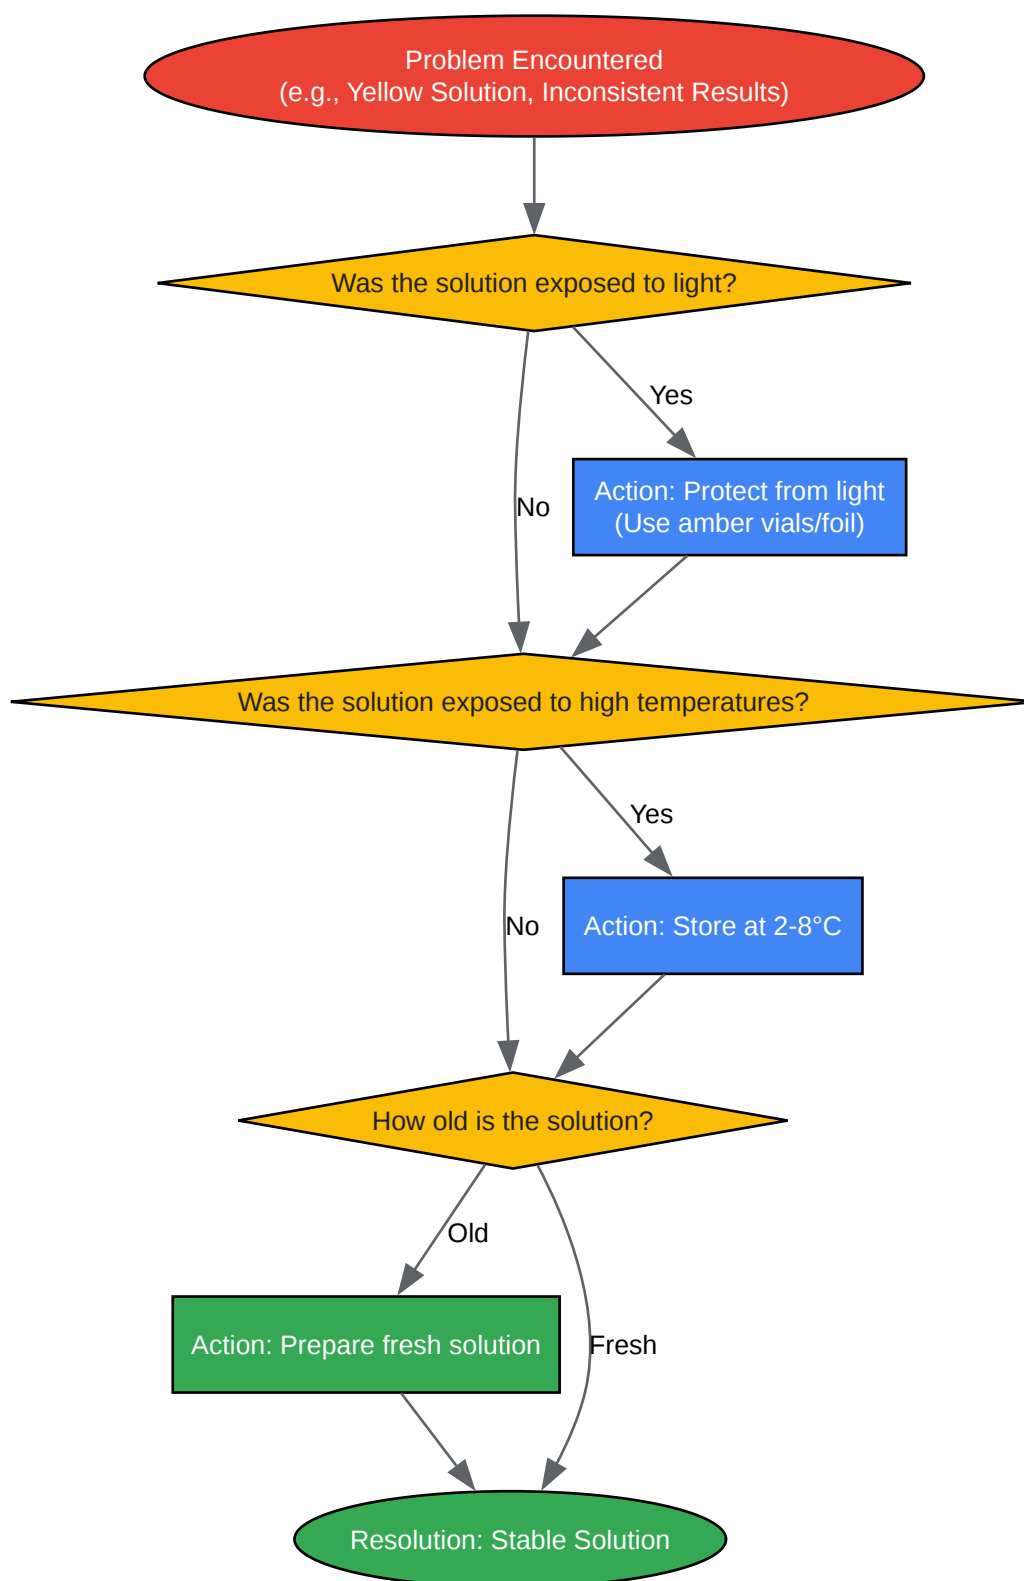 Problem Encountered
(e.g., Yellow Solution, Inconsistent Results)
Was the solution exposed to light?
Yes
Action: Protect from light
(Use amber vials/foil)
No
Was the solution exposed to high temperatures?
Yes
Action: Store at 2-8°C
No
How old is the solution?
Old
Action: Prepare fresh solution
Fresh
Resolution: Stable Solution